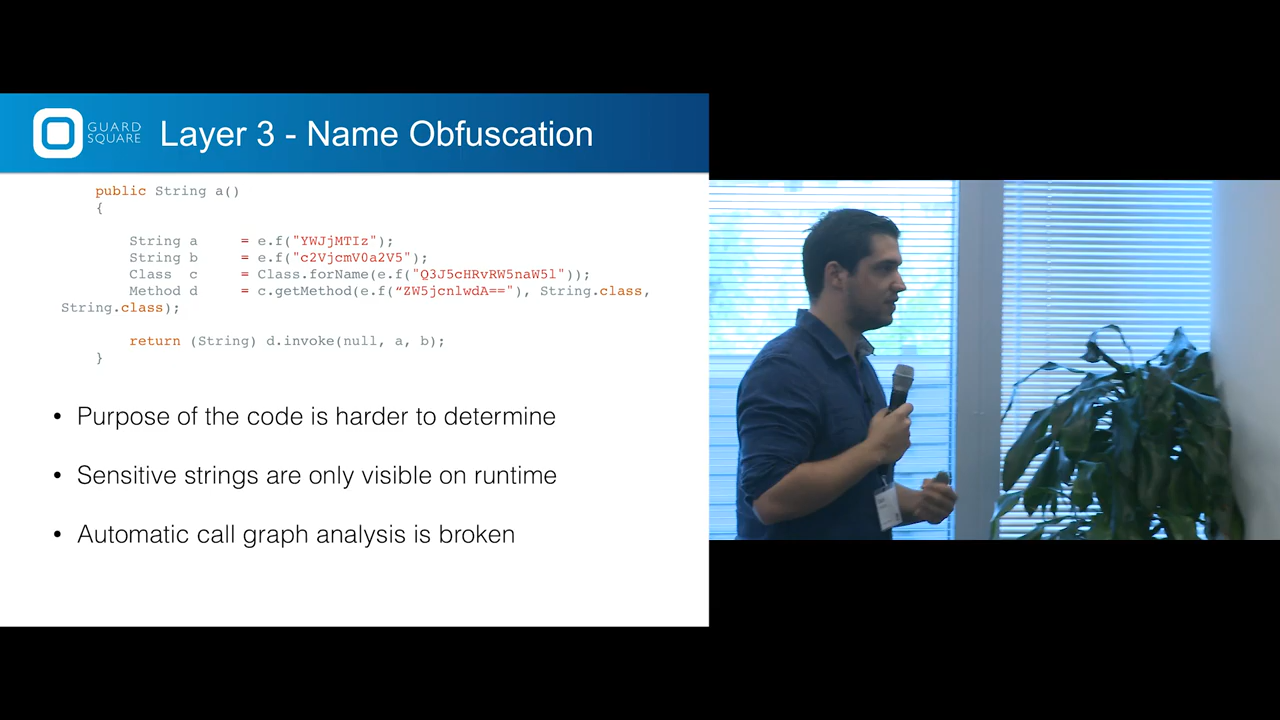 GUARD
SQUARE
Layer 3 - Name Obfuscation
public String a()
{
String a = e.f("YWJjMTIz");
String b = e.f("c2VjcmV0a2V5");
Class c = Class.forName(e.f("Q3J5cHRvRW5naW5l"));
Method d = c.getMethod(e.f(“ZW5jcnlwdA=="), String.class,
String.class);
return (String) d.invoke(null, a, b);
}
• Purpose of the code is harder to determine
• Sensitive strings are only visible on runtime
• Automatic call graph analysis is broken